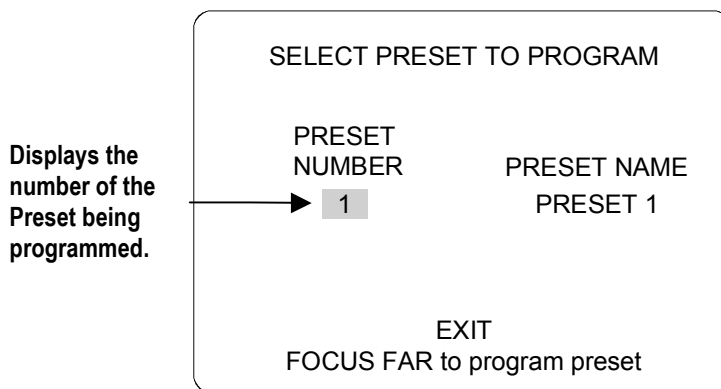 SELECT PRESET TO PROGRAM
Displays the
number of the
Preset being
programmed.
PRESET
NUMBER
1
PRESET NAME
PRESET 1
EXIT
FOCUS FAR to program preset